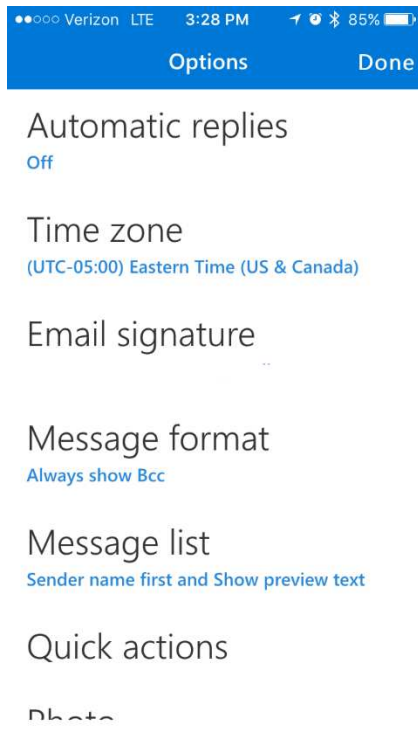 Verizon LTE 3:28 PM 85%
Options Done
Automatic replies
Off
Time zone
(UTC-05:00) Eastern Time (US & Canada)
Email signature
Message format
Always show Bcc
Message list
Sender name first and Show preview text
Quick actions
Photo